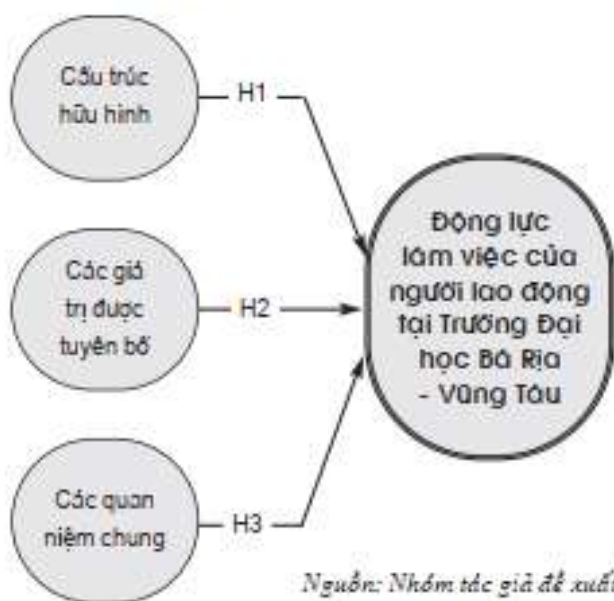 Cấu trúc
hữu hình
H1
Các giá
trị được
tuyên bố
H2
Các quan
niệm chung
H3
Động lực
làm việc của
người lao động
tại Trường Đại
học Bà Rịa
- Vũng Tàu
Nguồn: Nhóm tác giả đề xuất